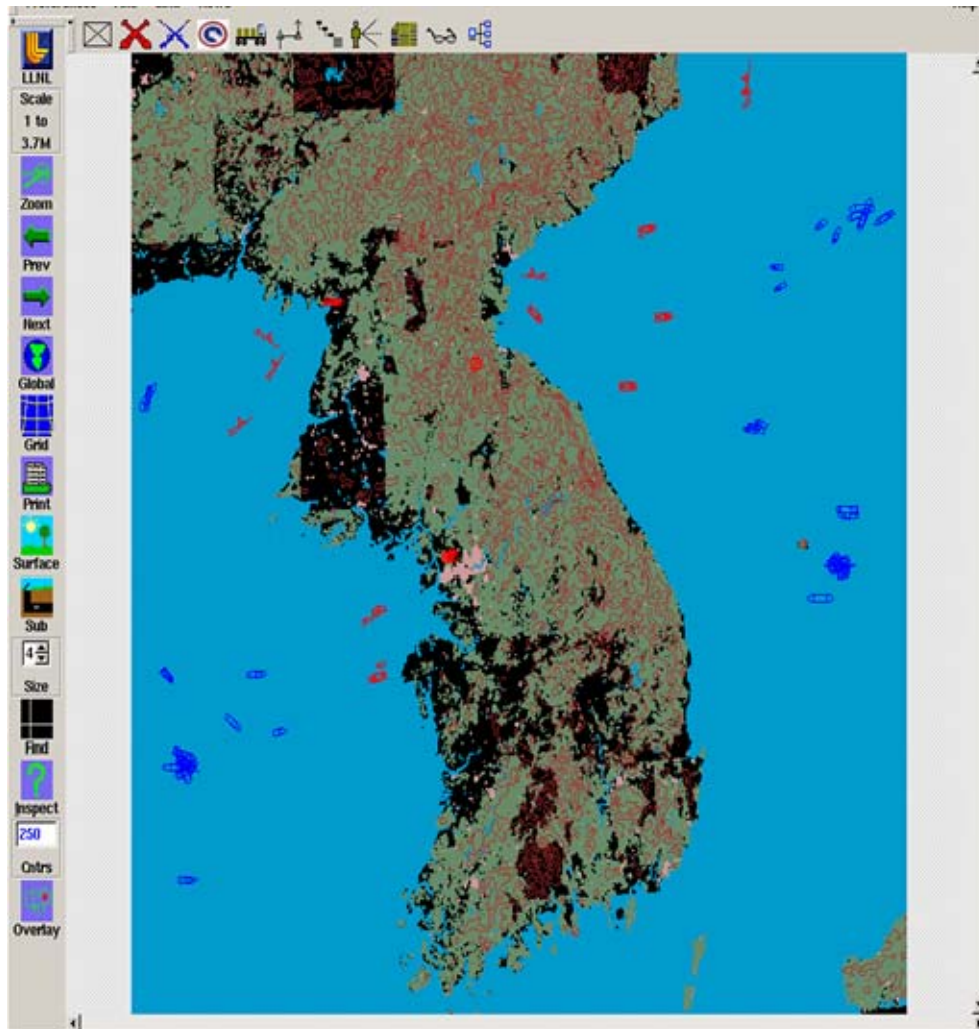 LLNL
Scale
1 to
3.7M
Zoom
Prev
Next
Global
Grid
Print
Surface
Sub
4
Size
Find
Inspect
250
Cntrs
Overlay